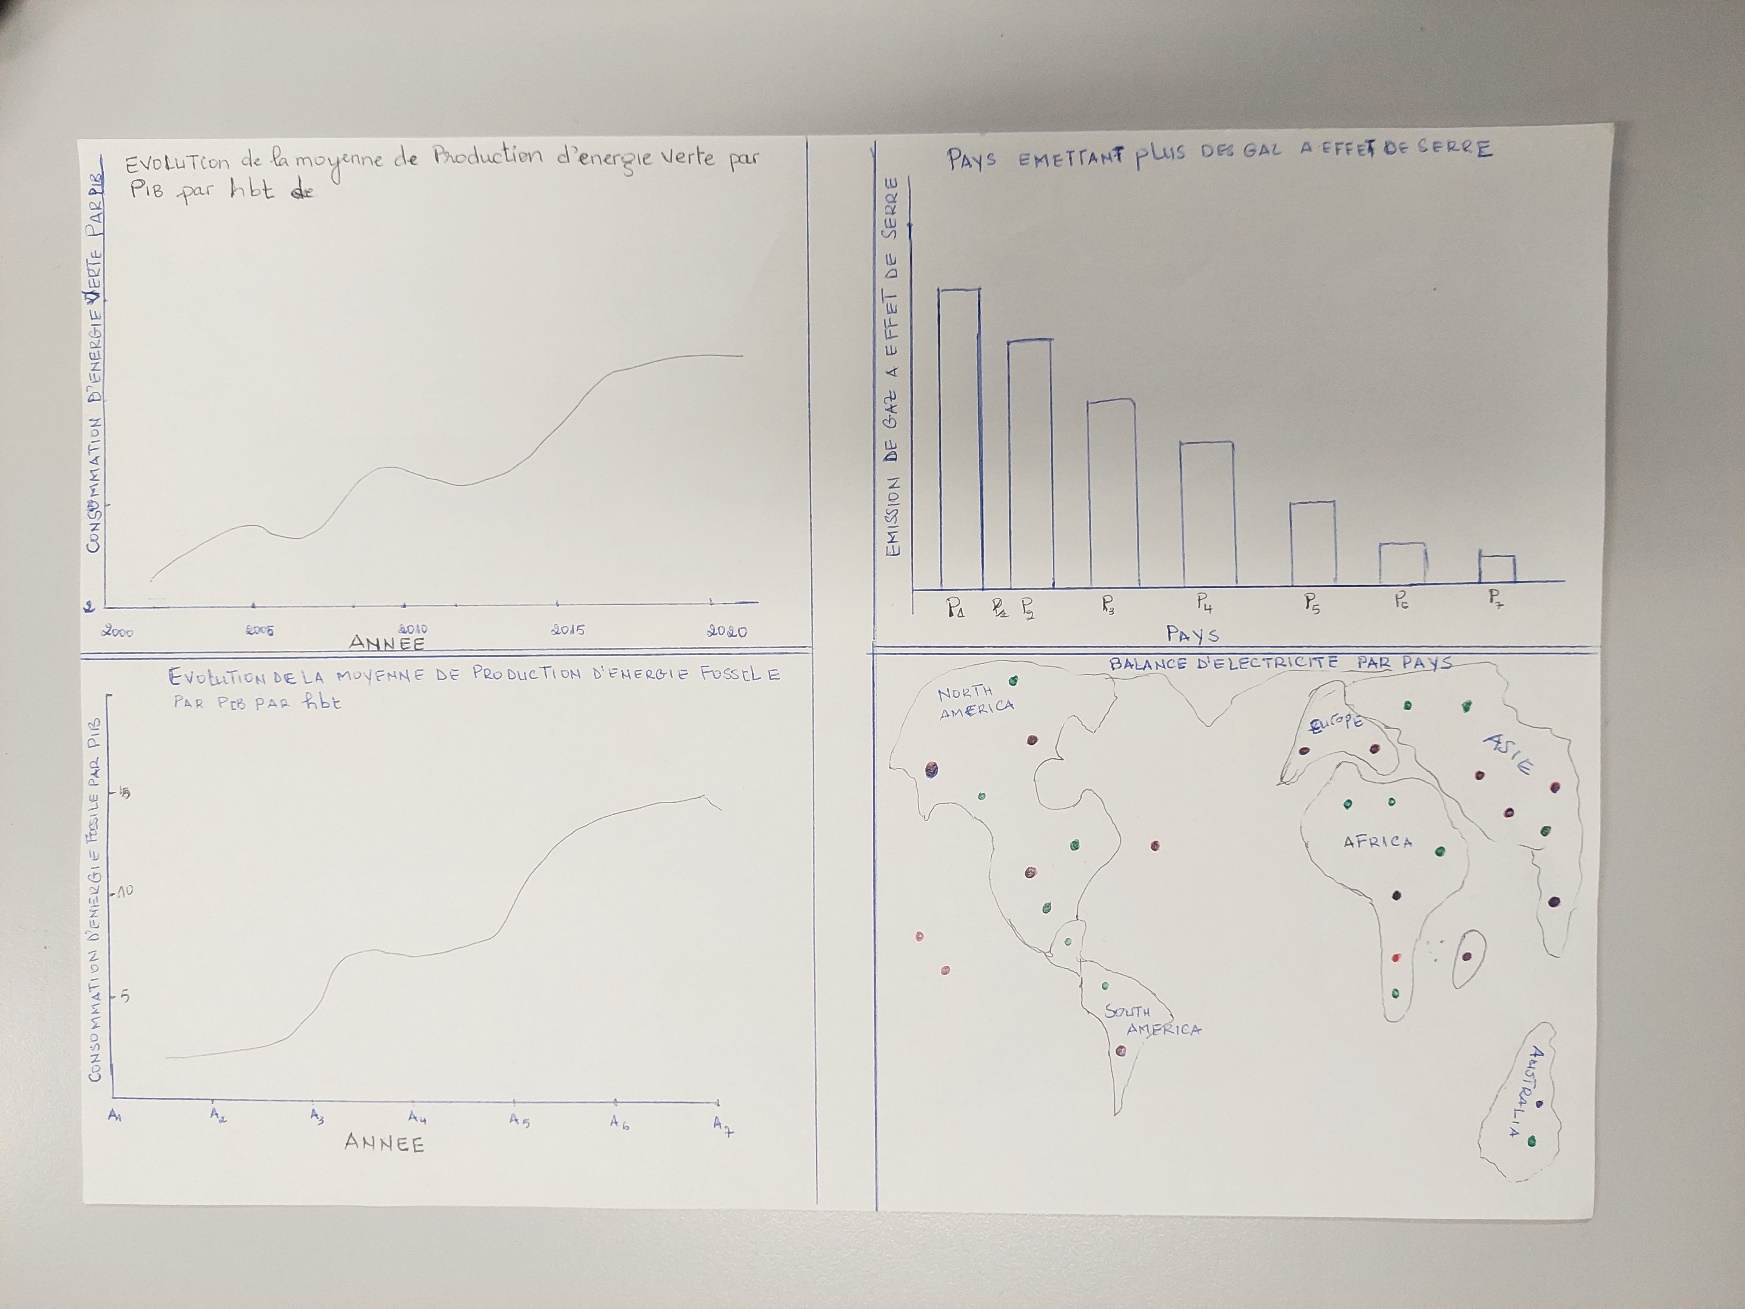 EVOLUTION de la moyenne de Production d'energie verte par
PIB par hbt de
CONSOMMATION D'ENERGIE VERTE PAR PIB
2000 2005 2010 2015 2020
ANNEE
PAYS EMETTANT PLUS DES GAZ A EFFET DE SERRE
EMISSION DE GAZ A EFFET DE SERRE
P1 P2 P3 P4 P5 P6 P7
PAYS
EVOLUTION DE LA MOYENNE DE PRODUCTION D'ENERGIE FOSSILE
PAR PIB PAR hbt
CONSOMMATION D'ENERGIE FOSSILE PAR PIB
15
10
5
A1 A2 A3 A4 A5 A6 A7
ANNEE
BALANCE D'ELECTRICITE PAR PAYS
NORTH
AMERICA
EUROPE
ASIE
AFRICA
SOUTH
AMERICA
AUSTRALIA